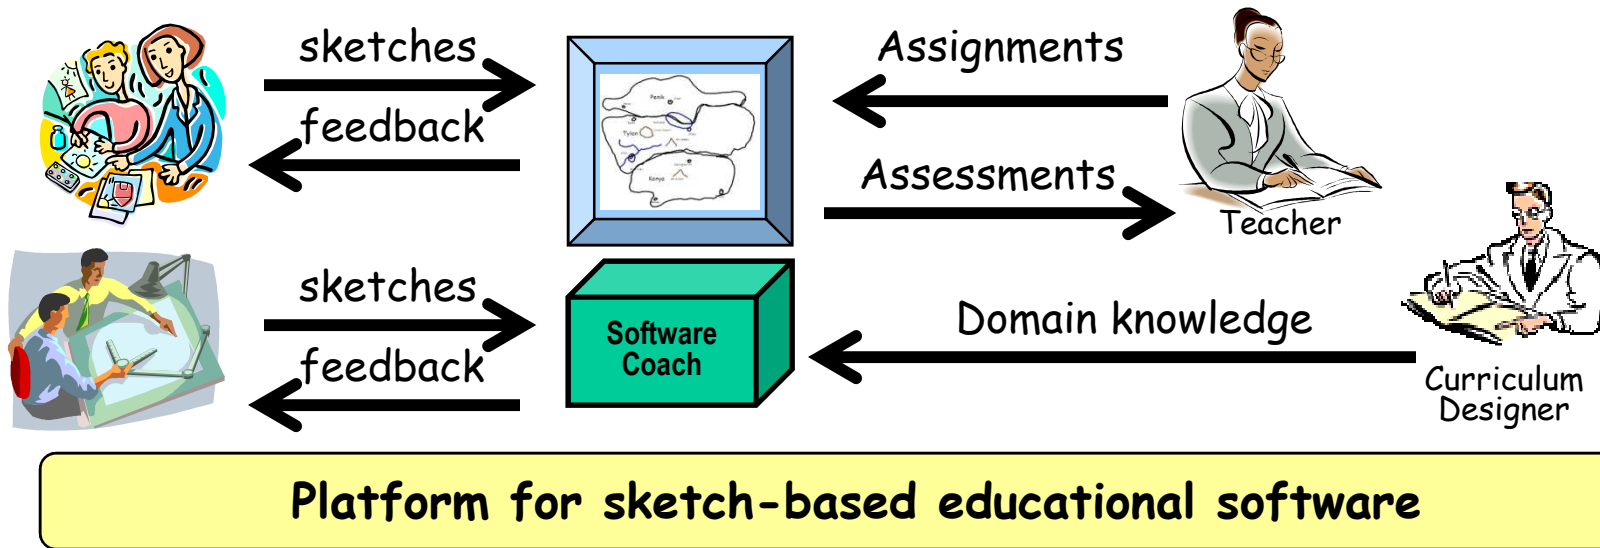 sketches
feedback
Assignments
Assessments
Teacher
sketches
feedback
Software
Coach
Domain knowledge
Curriculum
Designer
Platform for sketch-based educational software